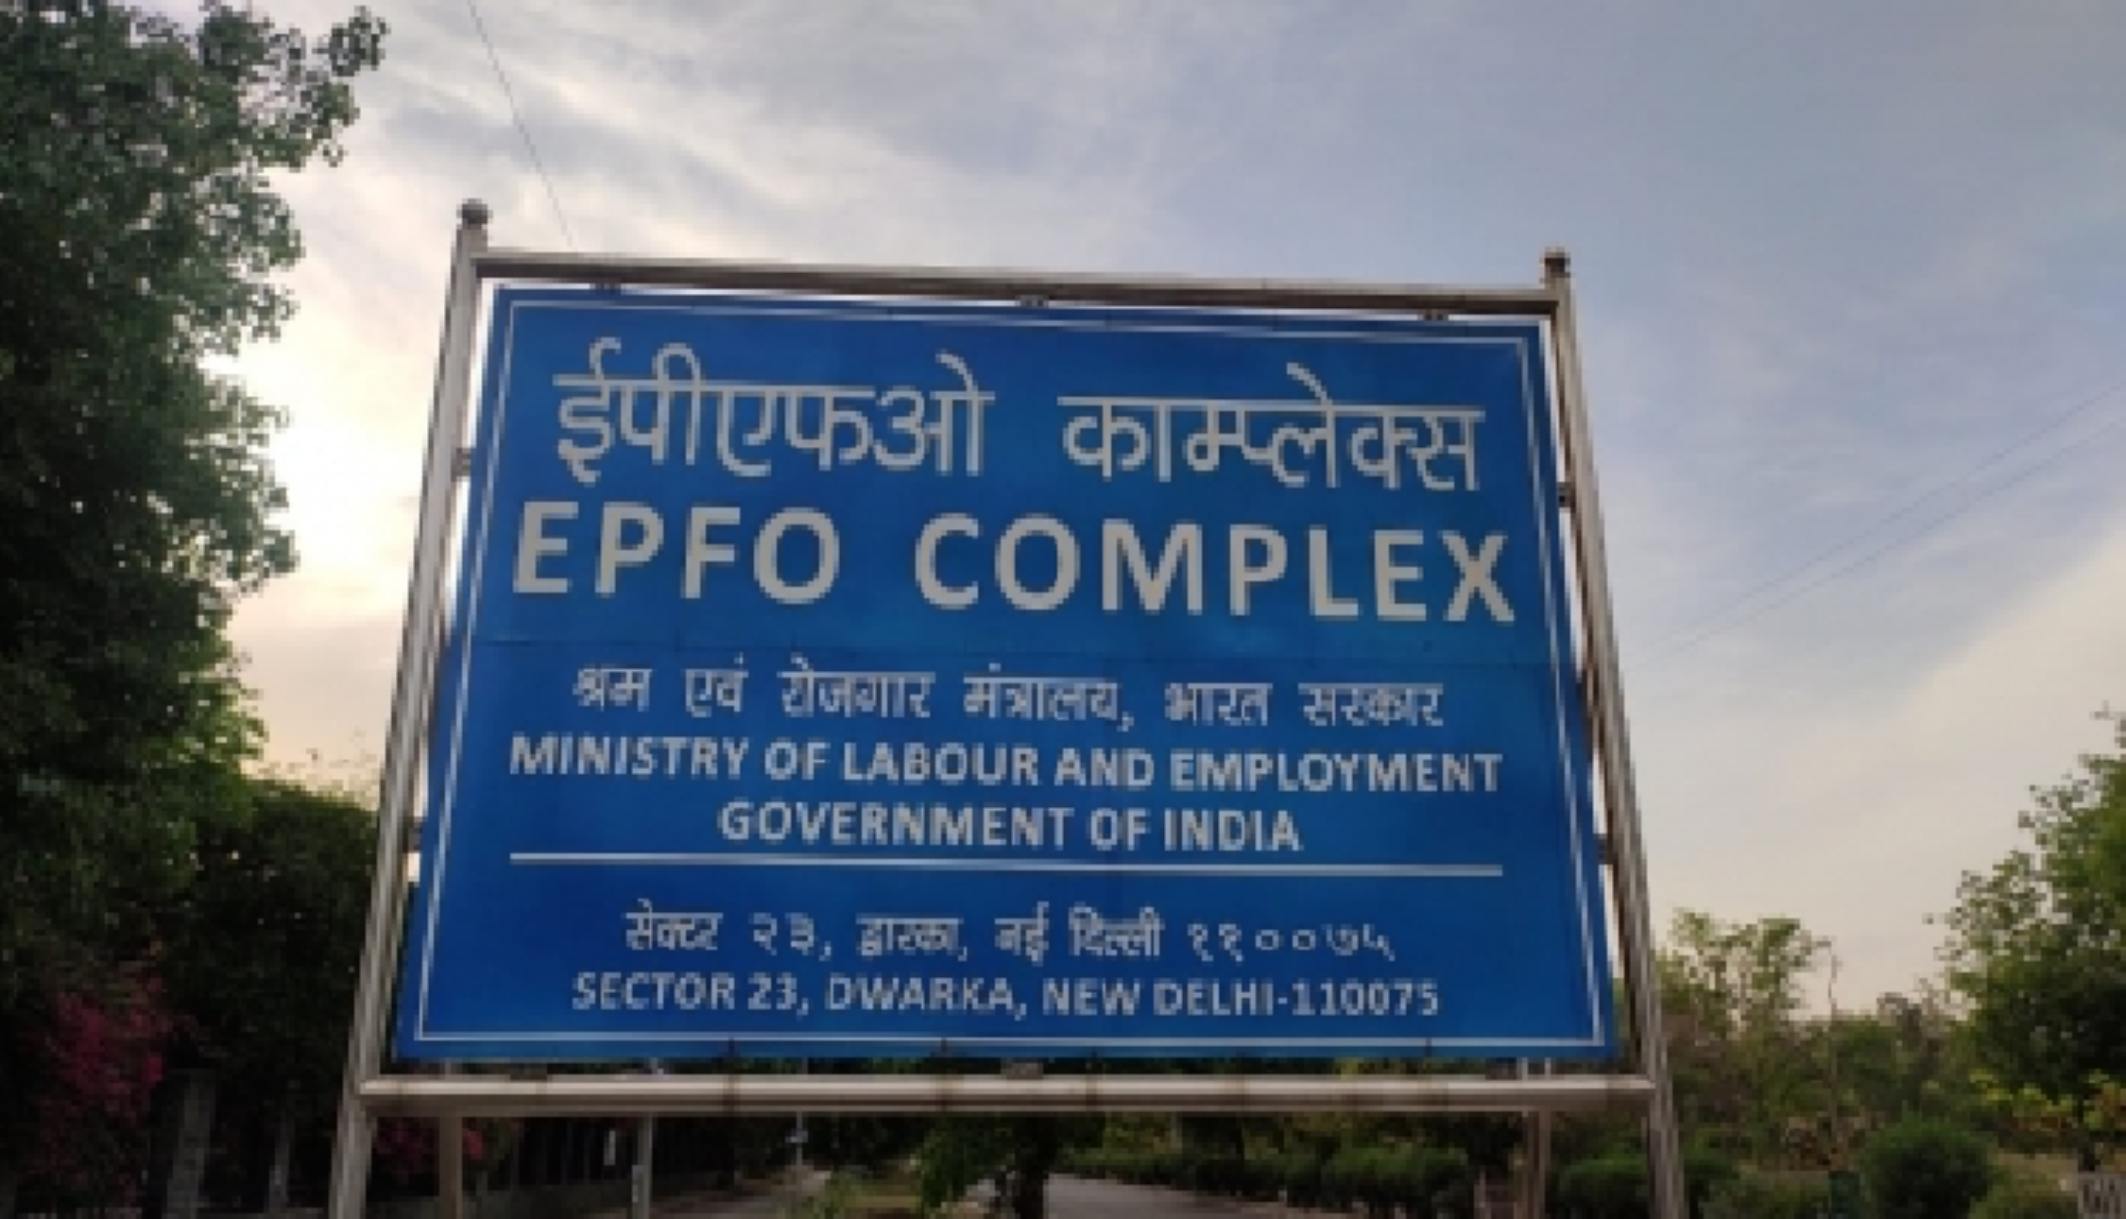 ईपीएफओ काम्प्लेक्स
EPFO COMPLEX
श्रम एवं रोजगार मंत्रालय, भारत सरकार
MINISTRY OF LABOUR AND EMPLOYMENT
GOVERNMENT OF INDIA
सेक्टर २३, द्वारका, नई दिल्ली ११००७५
SECTOR 23, DWARKA, NEW DELHI-110075